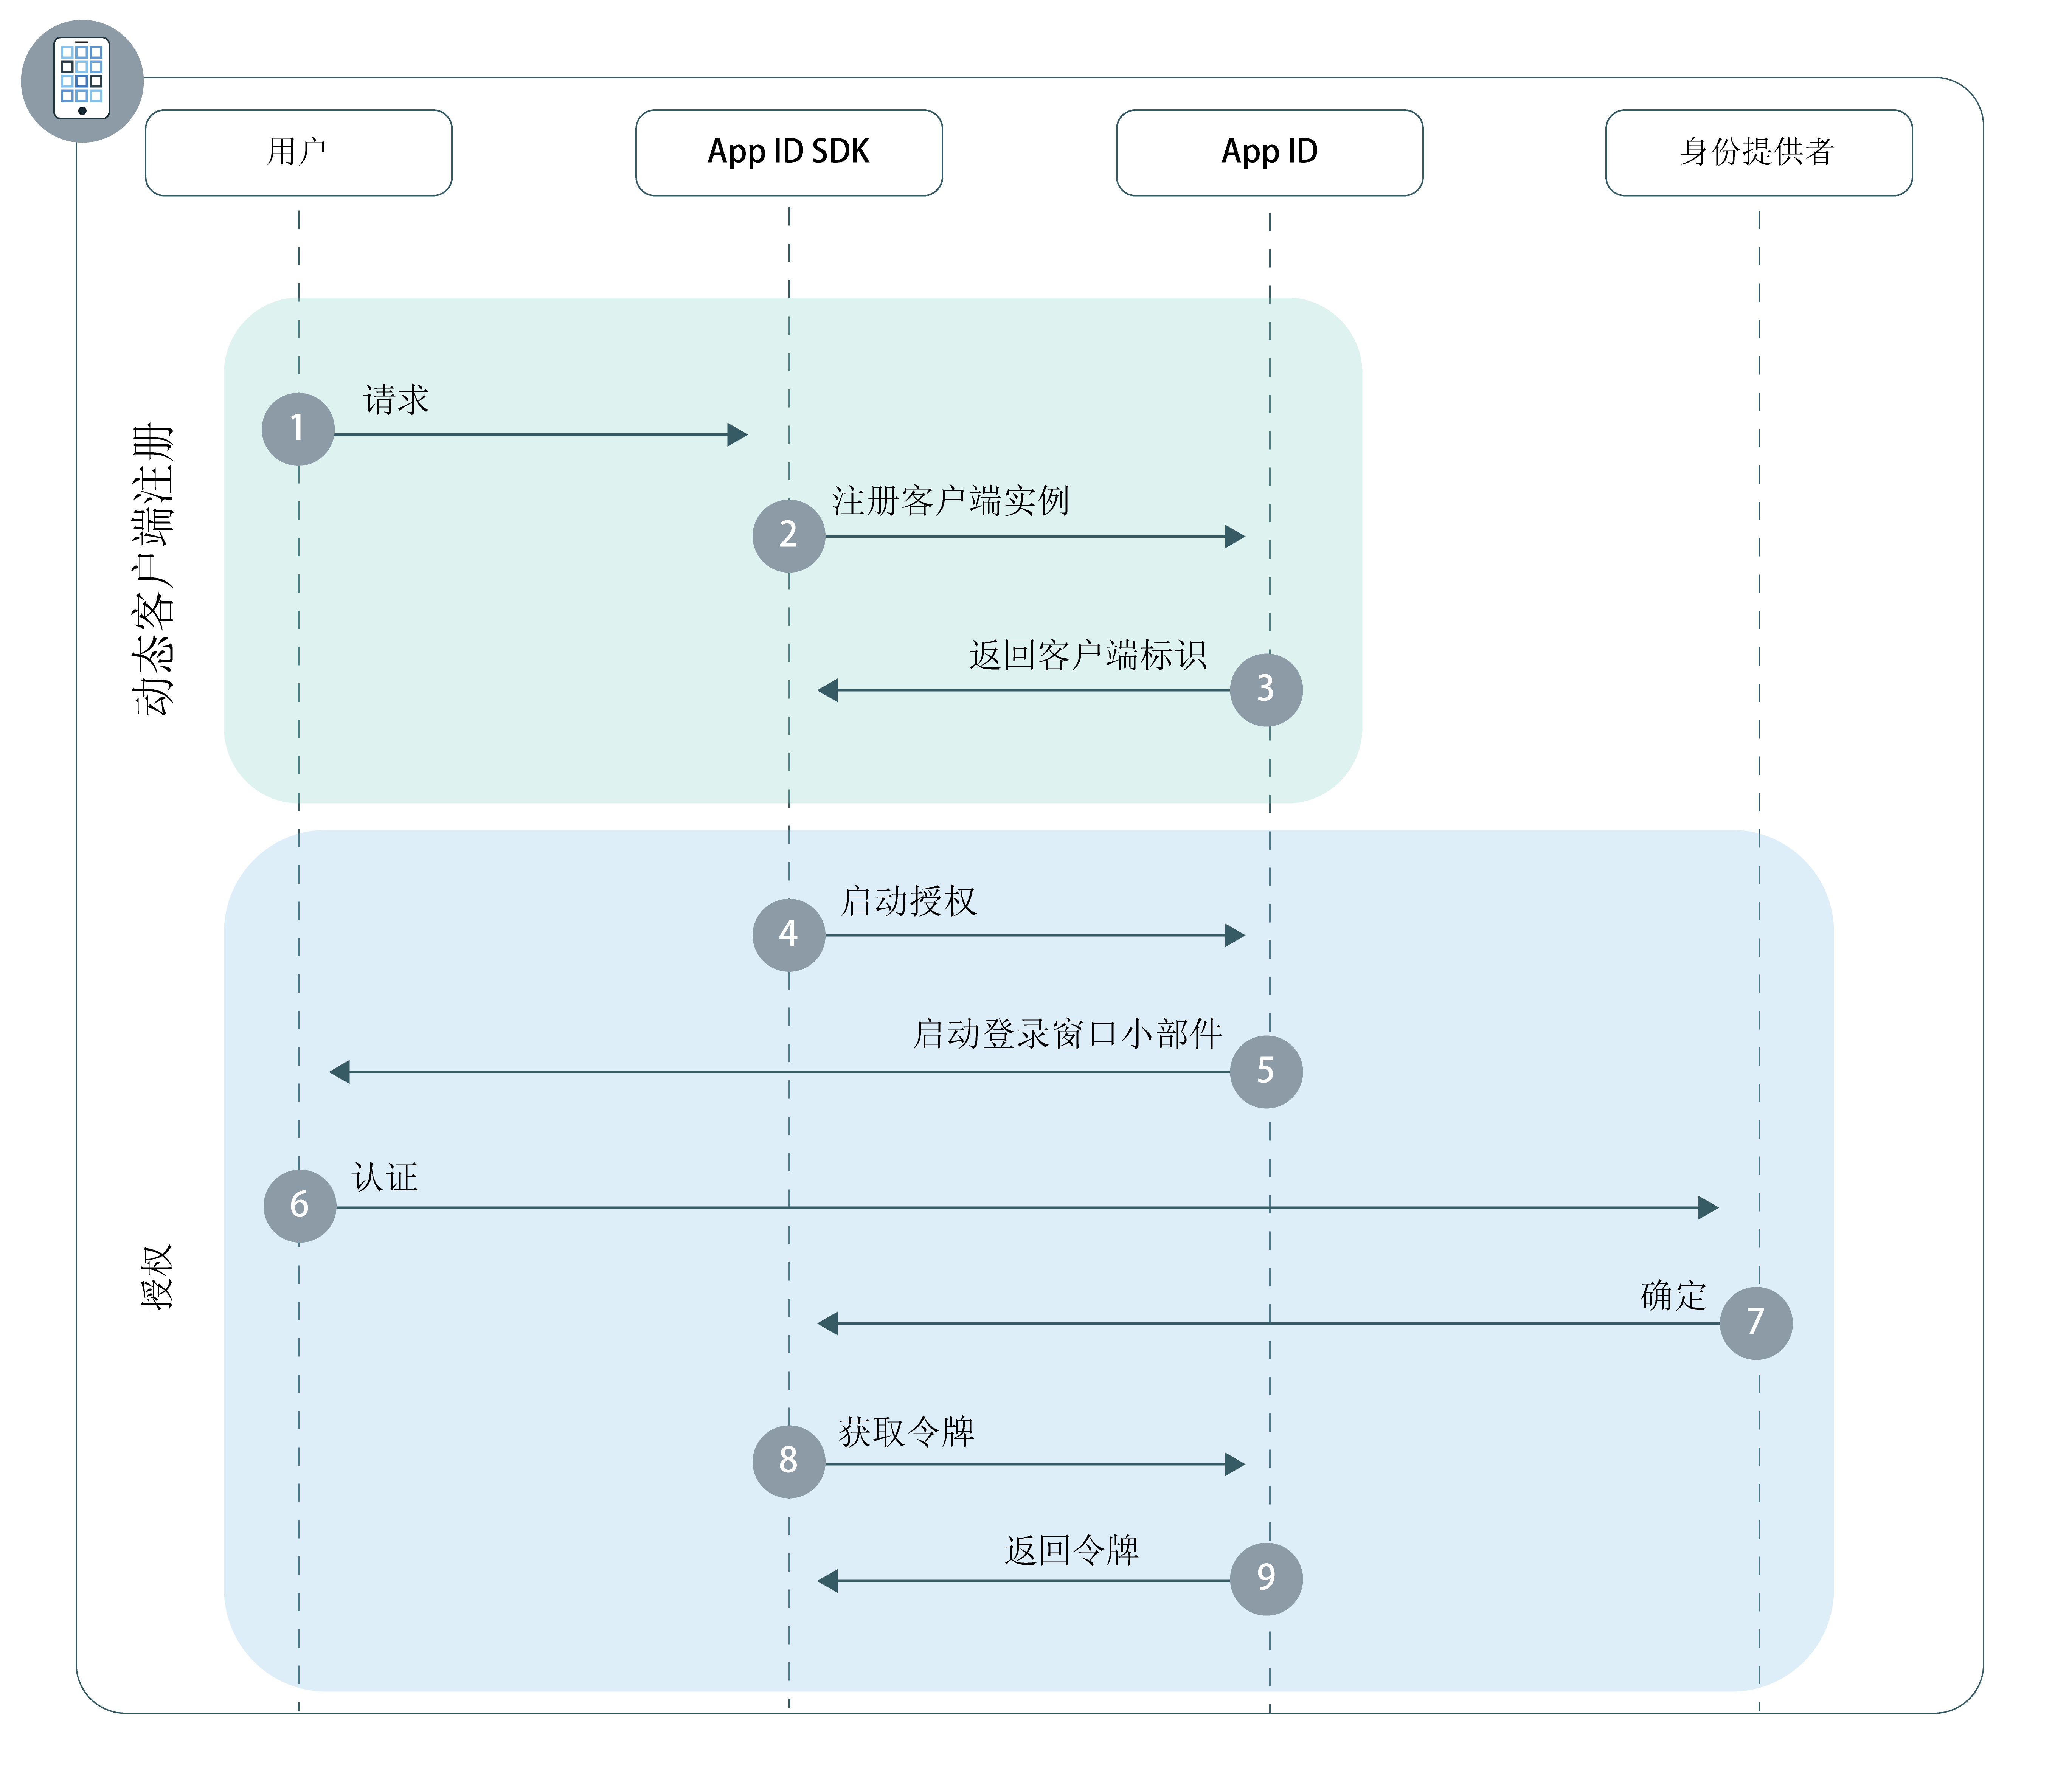 用户
App ID SDK
App ID
身份提供者
动态客户端注册
1
请求
2
注册客户端实例
返回客户端标识
3
授权
4
启动授权
启动登录窗口小部件
5
6
认证
确定
7
8
获取令牌
返回令牌
9